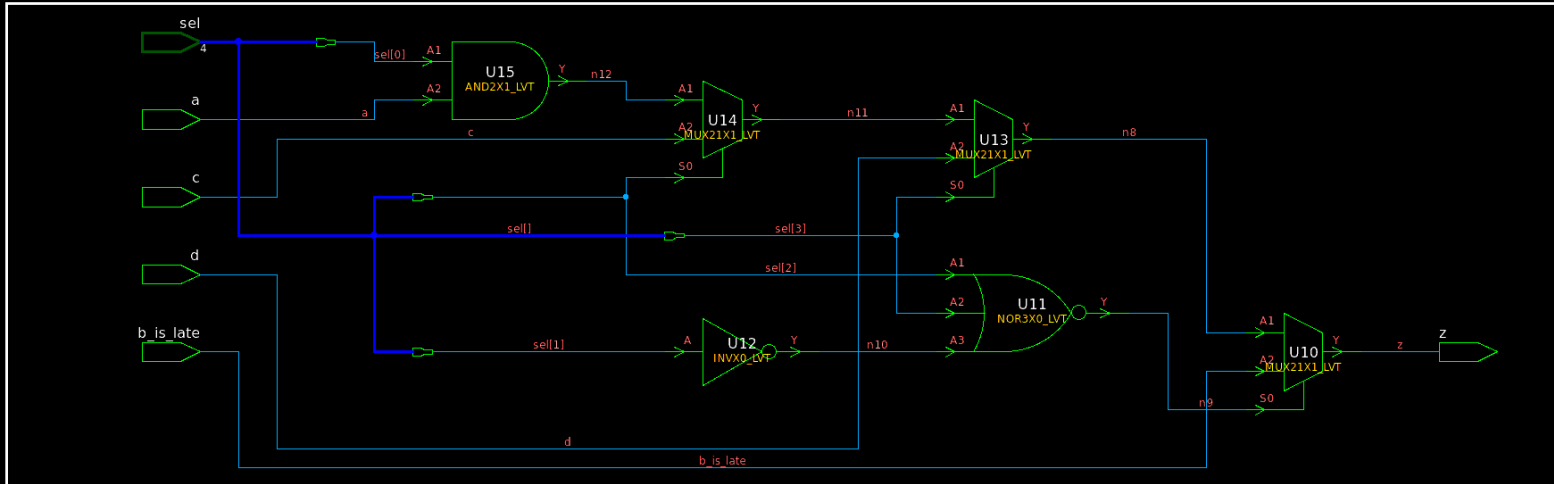 sel
4
sel[0]
A1
A2
U15
AND2X1_LVT
Y
n12
a
a
c
c
A1
A2
S0
U14
MUX21X1_LVT
Y
n11
A1
A2
S0
U13
MUX21X1_LVT
Y
n8
sel[]
sel[3]
d
sel[2]
A1
A2
A3
U11
NOR3X0_LVT
Y
b_is_late
sel[1]
A
U12
INVX0_LVT
Y
n10
A1
A2
S0
U10
MUX21X1_LVT
Y
z
z
n9
d
b_is_late